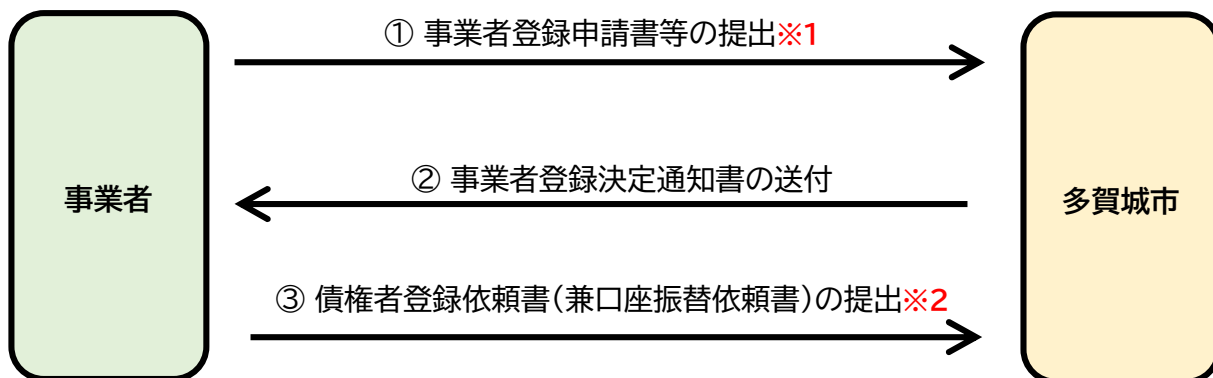 ① 事業者登録申請書等の提出※1
② 事業者登録決定通知書の送付
事業者
多賀城市
③ 債権者登録依頼書(兼口座振替依頼書)の提出※2